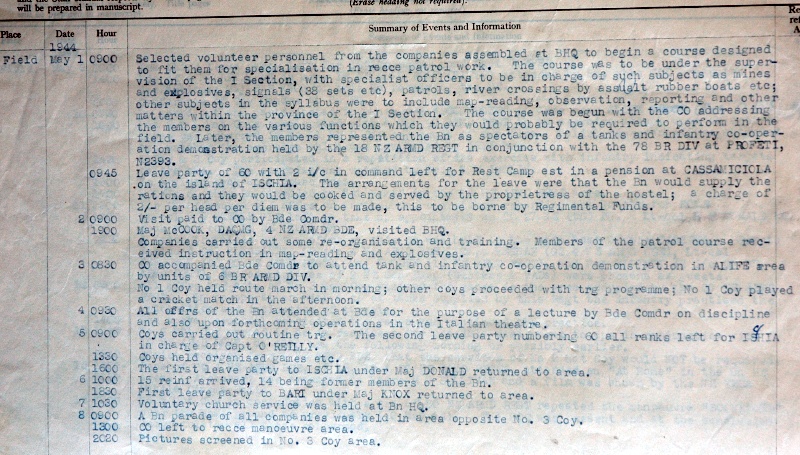 will be prepared in manuscript.
(Erase heading not required).
Place Date Hour Summary of Events and Information
1944
Field May 1 0900 Selected volunteer personnel from the companies assembled at BHQ to begin a course designed
to fit them for specialisation in recce patrol work. The course was to be under the super-
vision of the I Section, with specialist officers to be in charge of such subjects as mines
and explosives, signals (38 sets etc), patrols, river crossings by assualt rubber boats etc;
other subjects in the syllabus were to include map-reading, observation, reporting and other
matters within the province of the I Section. The course was begun with the CO addressing
the members on the various functions which they would probably be required to perform in the
field. Later, the members represented the Bn as spectators of a tanks and infantry co-oper-
ation demonstration held by the 18 NZ ARMD REGT in conjunction with the 78 BR DIV at PROFETI,
N2393.
0945 Leave party of 60 with 2 i/c in command left for Rest Camp est in a pension at CASSAMICIOLA
on the island of ISCHIA. The arrangements for the leave were that the Bn would supply the
rations and they would be cooked and served by the proprietress of the hostel; a charge of
2/- per head per diem was to be made, this to be borne by Regimental Funds.
2 0900 Visit paid to CO by Bde Comdr.
1900 Maj McCOOK, DAQMG, 4 NZ ARMD BDE, visited BHQ.
Companies carried out some re-organisation and training. Members of the patrol course rec-
eived instruction in map-reading and explosives.
3 0830 CO accompanied Bde Comdr to attend tank and infantry co-operation demonstration in ALIFE area
by units of 6 BR ARMD DIV.
No 1 Coy held route march in morning; other coys proceeded with trg programme; No 1 Coy played
a cricket match in the afternoon.
4 0930 All offrs of the Bn attended at Bde for the purpose of a lecture by Bde Comdr on discipline
and also upon forthcoming operations in the Italian theatre.
5 0900 Coys carried out routine trg. The second leave party numbering 60 all ranks left for ISCHIA
in charge of Capt O'REILLY.
1330 Coys held organised games etc.
1600 The first leave party to ISCHIA under Maj DONALD returned to area.
6 1000 15 reinf arrived, 14 being former members of the Bn.
1830 First leave party to BARI under Maj KNOX returned to area.
7 1030 Voluntary church service was held at Bn HQ.
8 0900 A Bn parade of all companies was held in area opposite No 3 Coy.
1300 CO left to recce manoeuvre area.
2020 Pictures screened in No. 3 Coy area.